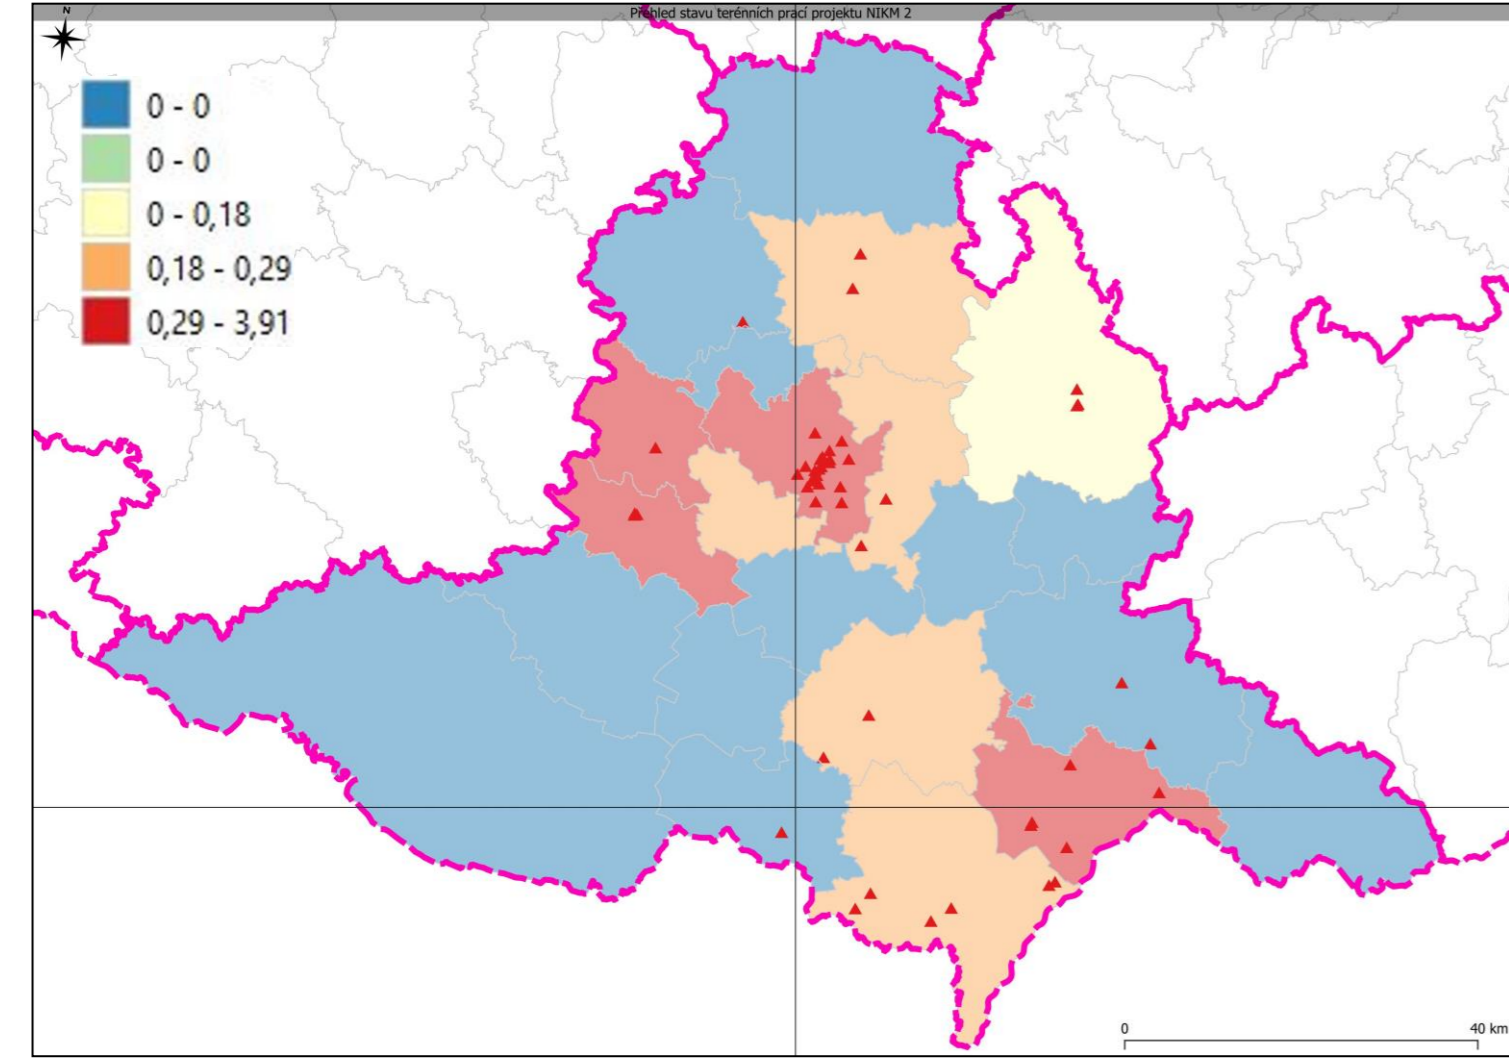 Přehled stavu terénních prací projektu NIKM 2
N
0 - 0
0 - 0
0 - 0,18
0,18 - 0,29
0,29 - 3,91
0 40 km